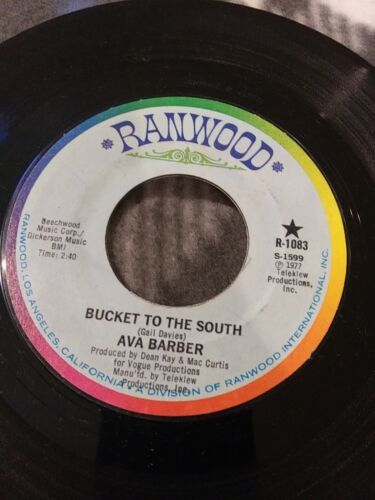 RANWOOD
Beechwood
Music Corp./
Dickerson Music
BMI
Time: 2:40
★
R-1083
S-1599
Ⓟ 1977
Teleklew
Productions,
Inc.
BUCKET TO THE SOUTH
(Gail Davies)
AVA BARBER
Produced by Dean Kay & Mac Curtis
for Vogue Productions
Manu'fd. by Teleklew
Productions, Inc.
RANWOOD, LOS ANGELES, CALIFORNIA • A DIVISION OF RANWOOD INTERNATIONAL, INC.